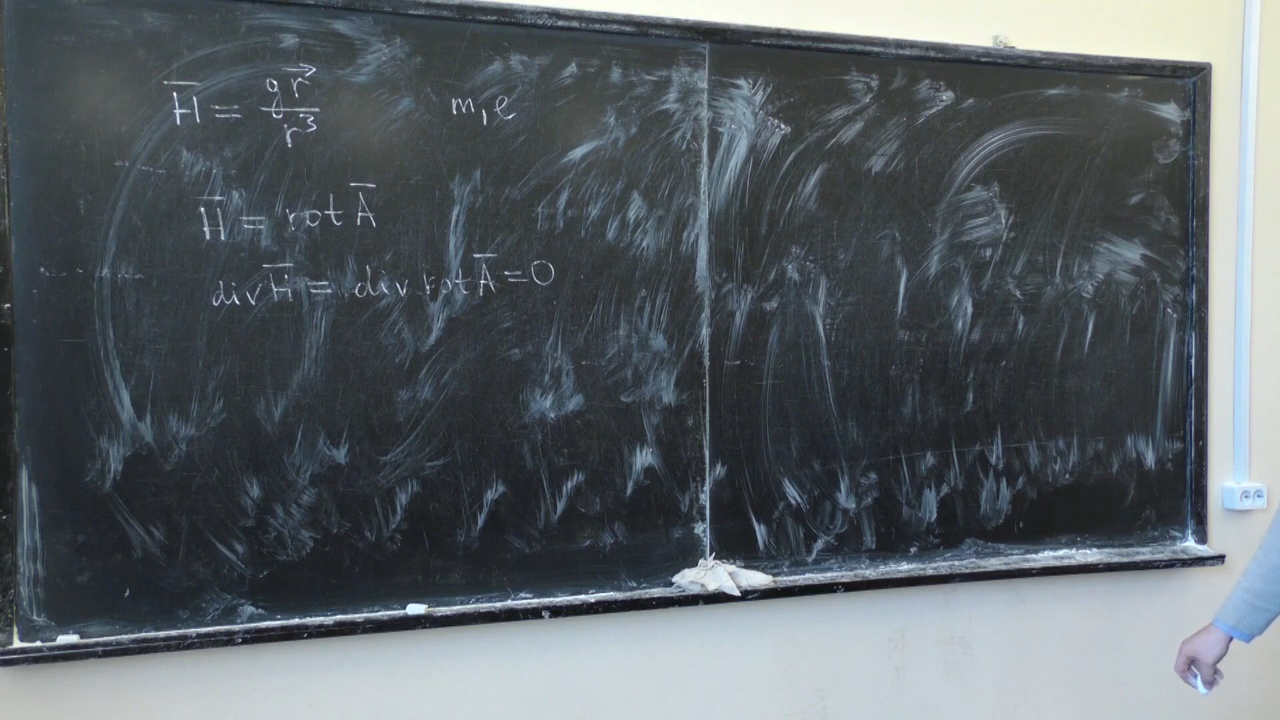 H̅ = g r⃗ / r³ m, e
H̅ = rot A̅
div H̅ = div rot A̅ = 0